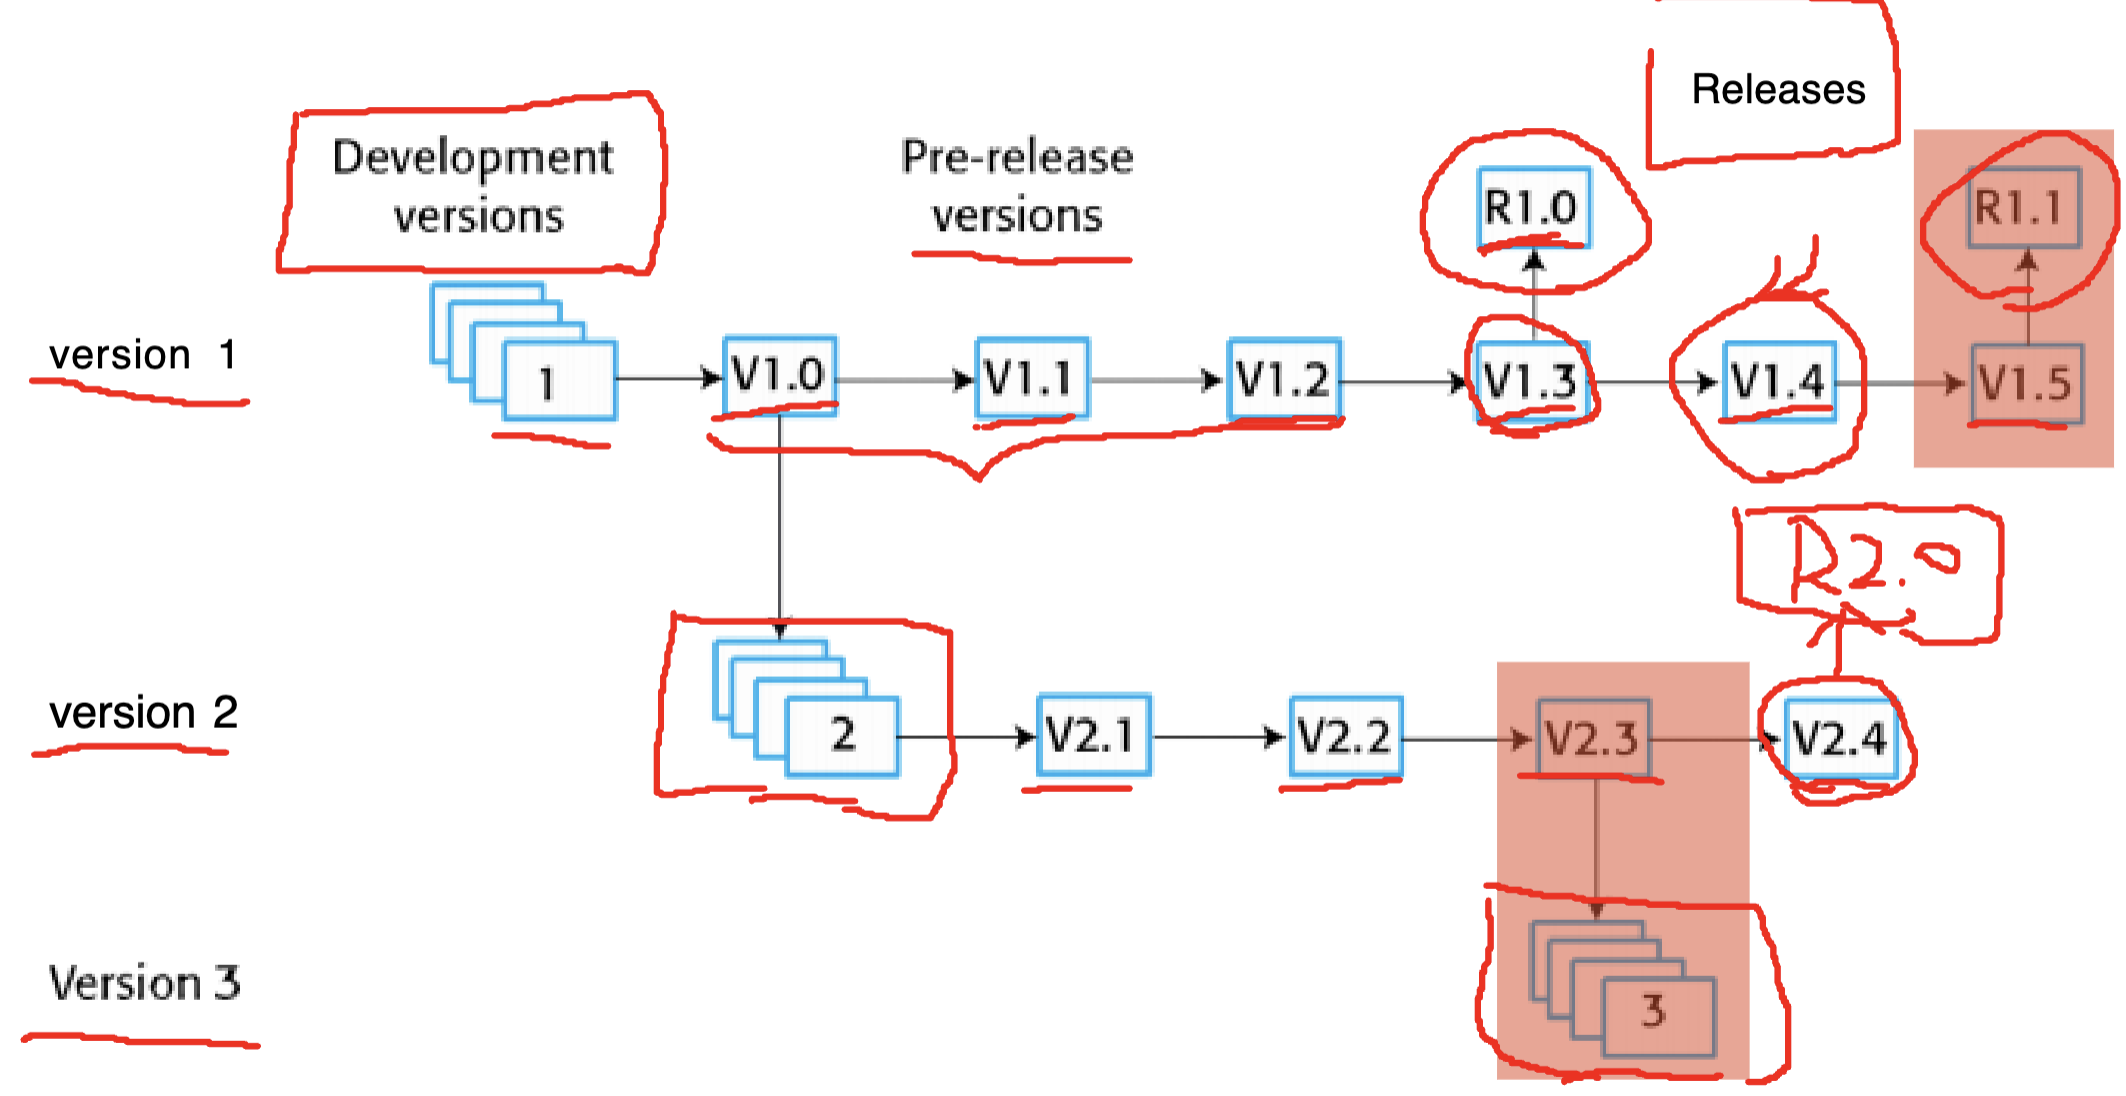 Releases
Development
versions
Pre-release
versions
R1.0
R1.1
version 1
1
V1.0
V1.1
V1.2
V1.3
V1.4
V1.5
R2.0
version 2
2
V2.1
V2.2
V2.3
V2.4
Version 3
3